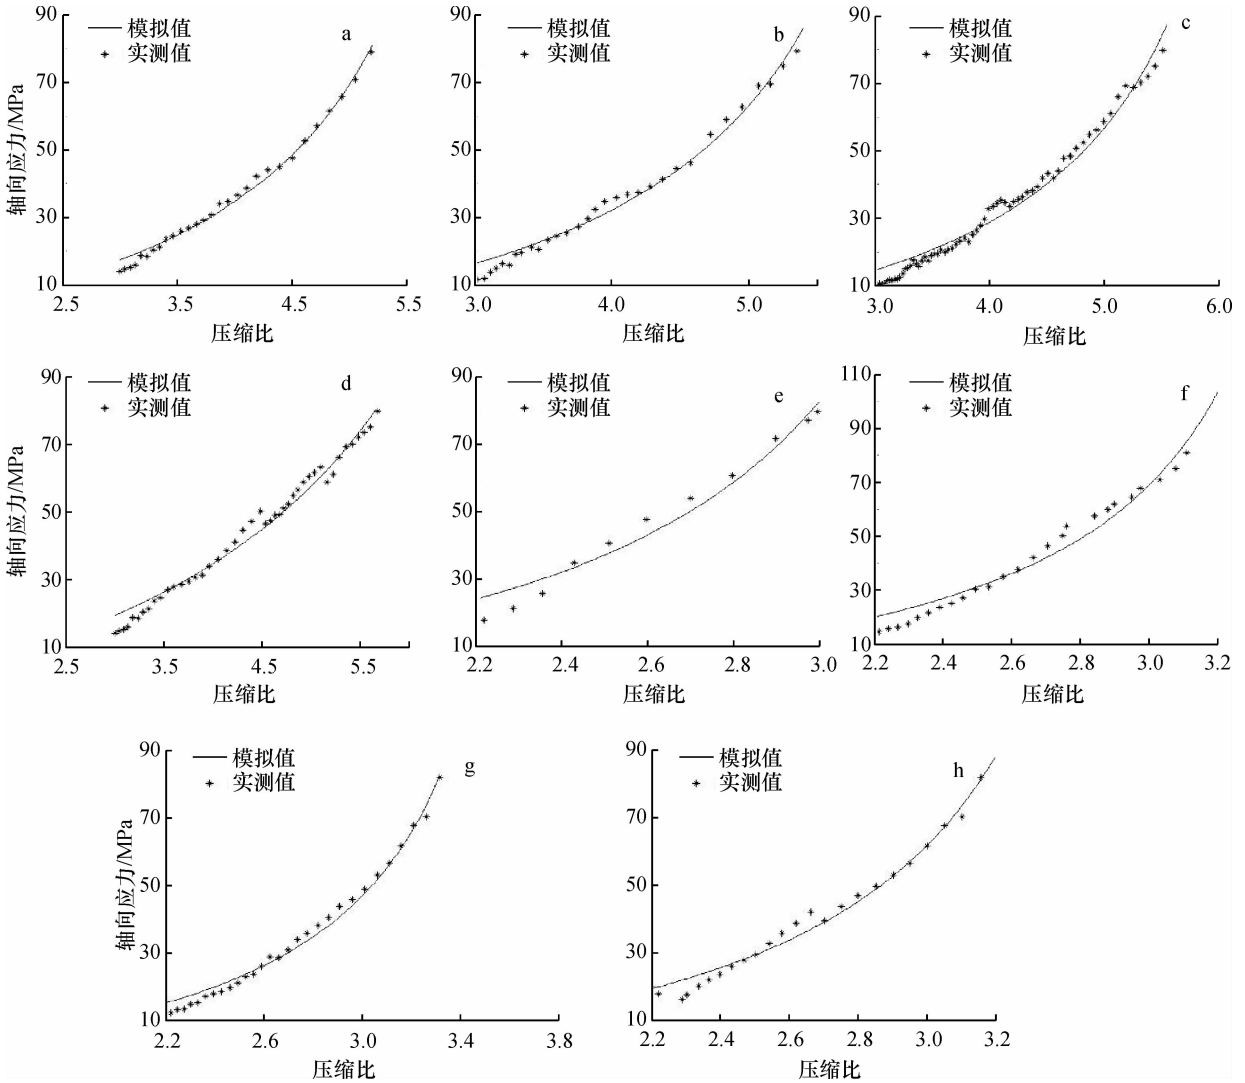 90
70
50
30
10
轴向应力/MPa
模拟值
实测值
a
2.5
3.5
4.5
5.5
压缩比
90
70
50
30
10
模拟值
实测值
b
3.0
4.0
5.0
压缩比
90
70
50
30
10
模拟值
实测值
c
3.0
4.0
5.0
6.0
压缩比
90
70
50
30
10
轴向应力/MPa
模拟值
实测值
d
2.5
3.5
4.5
5.5
压缩比
90
70
50
30
10
模拟值
实测值
e
2.2
2.4
2.6
2.8
3.0
压缩比
110
90
70
50
30
10
模拟值
实测值
f
2.2
2.4
2.6
2.8
3.0
3.2
压缩比
90
70
50
30
10
轴向应力/MPa
模拟值
实测值
g
2.2
2.6
3.0
3.4
3.8
压缩比
90
70
50
30
10
模拟值
实测值
h
2.2
2.4
2.6
2.8
3.0
3.2
压缩比